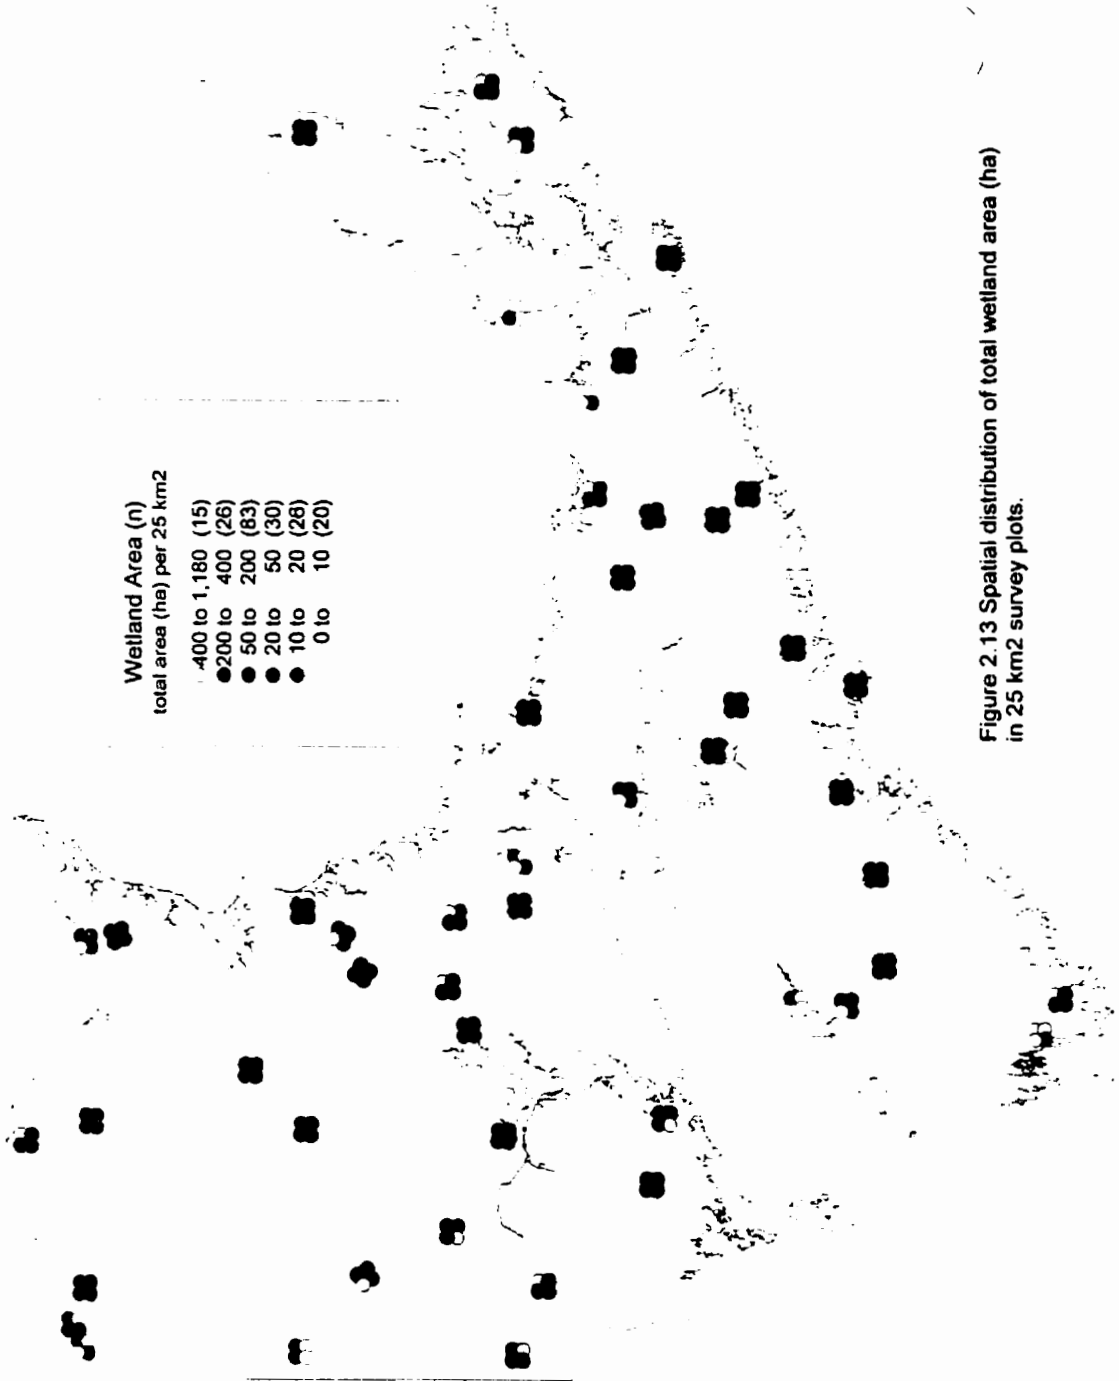 Wetland Area (n)
total area (ha) per 25 km2
400 to 1,180 (15)
200 to 400 (26)
50 to 200 (83)
20 to 50 (30)
10 to 20 (26)
0 to 10 (20)
Figure 2.13 Spatial distribution of total wetland area (ha)
in 25 km2 survey plots.